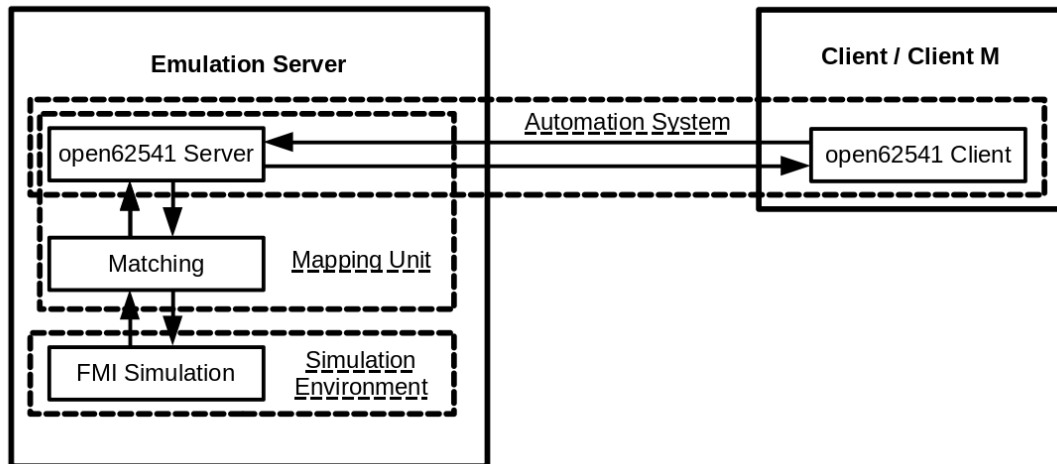 Emulation Server
Client / Client M
Automation System
open62541 Server
open62541 Client
Matching
Mapping Unit
FMI Simulation
Simulation
Environment